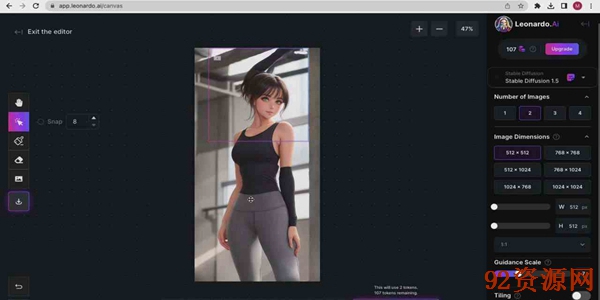 app.leonardo.ai/canvas
Exit the editor
47%
Leonardo.Ai
107
Upgrade
Stable Diffusion
Stable Diffusion 1.5
Number of Images
1 2 3 4
Snap 8
Image Dimensions
512 × 512 768 × 768
512 × 1024 768 × 1024
1024 × 768 1024 × 1024
W 512 px
H 512 px
1:1
Guidance Scale
This will use 2 tokens.
107 tokens remaining.
Tiling
92资源网